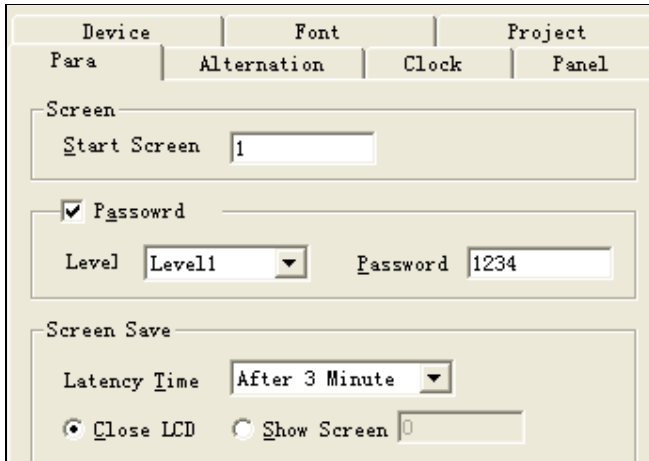 Device Font Project
Para Alternation Clock Panel
Screen
Start Screen 1
Passowrd
Level Level1 Password 1234
Screen Save
Latency Time After 3 Minute
Close LCD Show Screen 0